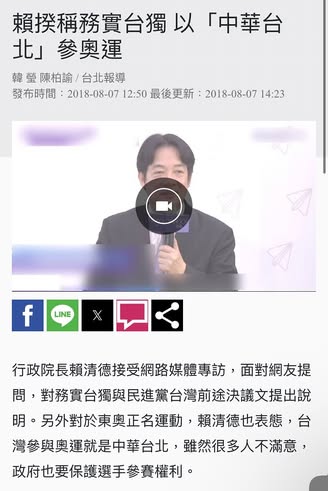 賴揆稱務實台獨 以「中華台
北」參奧運
韓 瑩 陳柏諭 / 台北報導
發布時間：2018-08-07 12:50 最後更新：2018-08-07 14:23
f
LINE
X
行政院長賴清德接受網路媒體專訪，面對網友提
問，對務實台獨與民進黨台灣前途決議文提出說
明。另外對於東奧正名運動，賴清德也表態，台
灣參與奧運就是中華台北，雖然很多人不滿意，
政府也要保護選手參賽權利。